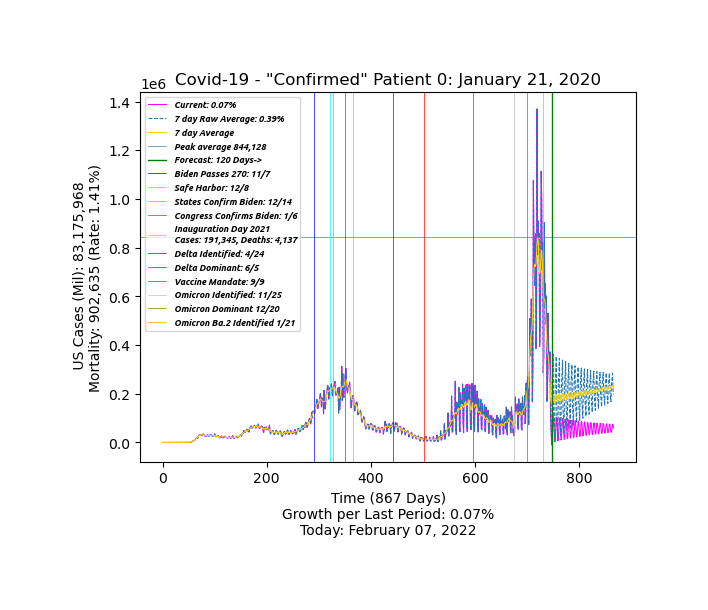 Covid-19 - "Confirmed" Patient 0: January 21, 2020
1e6
1.4
1.2
1.0
0.8
0.6
0.4
0.2
0.0
US Cases (Mil): 83,175,968
Mortality: 902,635 (Rate: 1.41%)
Current: 0.07%
7 day Raw Average: 0.39%
7 day Average
Peak average 844,128
Forecast: 120 Days->
Biden Passes 270: 11/7
Safe Harbor: 12/8
States Confirm Biden: 12/14
Congress Confirms Biden: 1/6
Inauguration Day 2021
Cases: 191,345, Deaths: 4,137
Delta Identified: 4/24
Delta Dominant: 6/5
Vaccine Mandate: 9/9
Omicron Identified: 11/25
Omicron Dominant 12/20
Omicron Ba.2 Identified 1/21
0 200 400 600 800
Time (867 Days)
Growth per Last Period: 0.07%
Today: February 07, 2022